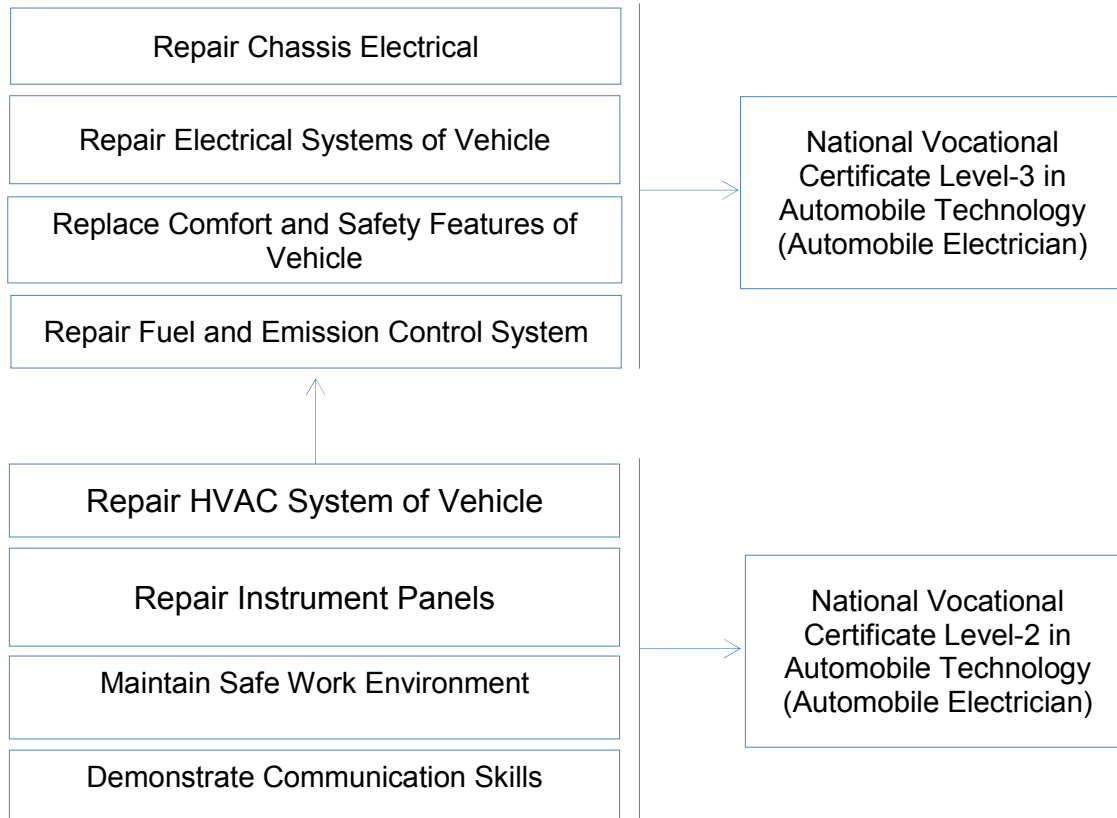 Repair Chassis Electrical
Repair Electrical Systems of Vehicle
Replace Comfort and Safety Features of
Vehicle
Repair Fuel and Emission Control System
National Vocational
Certificate Level-3 in
Automobile Technology
(Automobile Electrician)
Repair HVAC System of Vehicle
Repair Instrument Panels
Maintain Safe Work Environment
Demonstrate Communication Skills
National Vocational
Certificate Level-2 in
Automobile Technology
(Automobile Electrician)